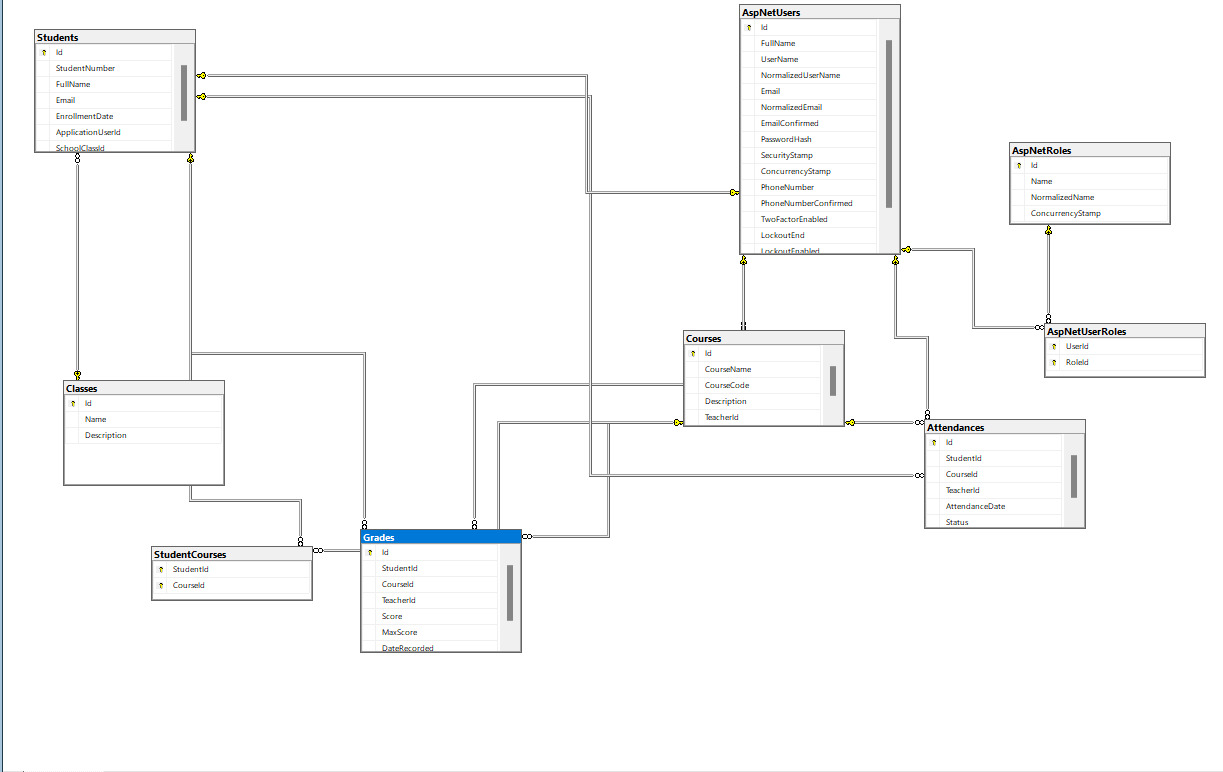 Students
Id
StudentNumber
FullName
Email
EnrollmentDate
ApplicationUserId
SchoolClassId
AspNetUsers
Id
FullName
UserName
NormalizedUserName
Email
NormalizedEmail
EmailConfirmed
PasswordHash
SecurityStamp
ConcurrencyStamp
PhoneNumber
PhoneNumberConfirmed
TwoFactorEnabled
LockoutEnd
LockoutEnabled
AspNetRoles
Id
Name
NormalizedName
ConcurrencyStamp
AspNetUserRoles
UserId
RoleId
Courses
Id
CourseName
CourseCode
Description
TeacherId
Classes
Id
Name
Description
Attendances
Id
StudentId
CourseId
TeacherId
AttendanceDate
Status
StudentCourses
StudentId
CourseId
Grades
Id
StudentId
CourseId
TeacherId
Score
MaxScore
DateRecorded